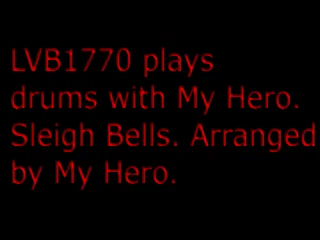 LVB1770 plays
drums with My Hero.
Sleigh Bells. Arranged
by My Hero.